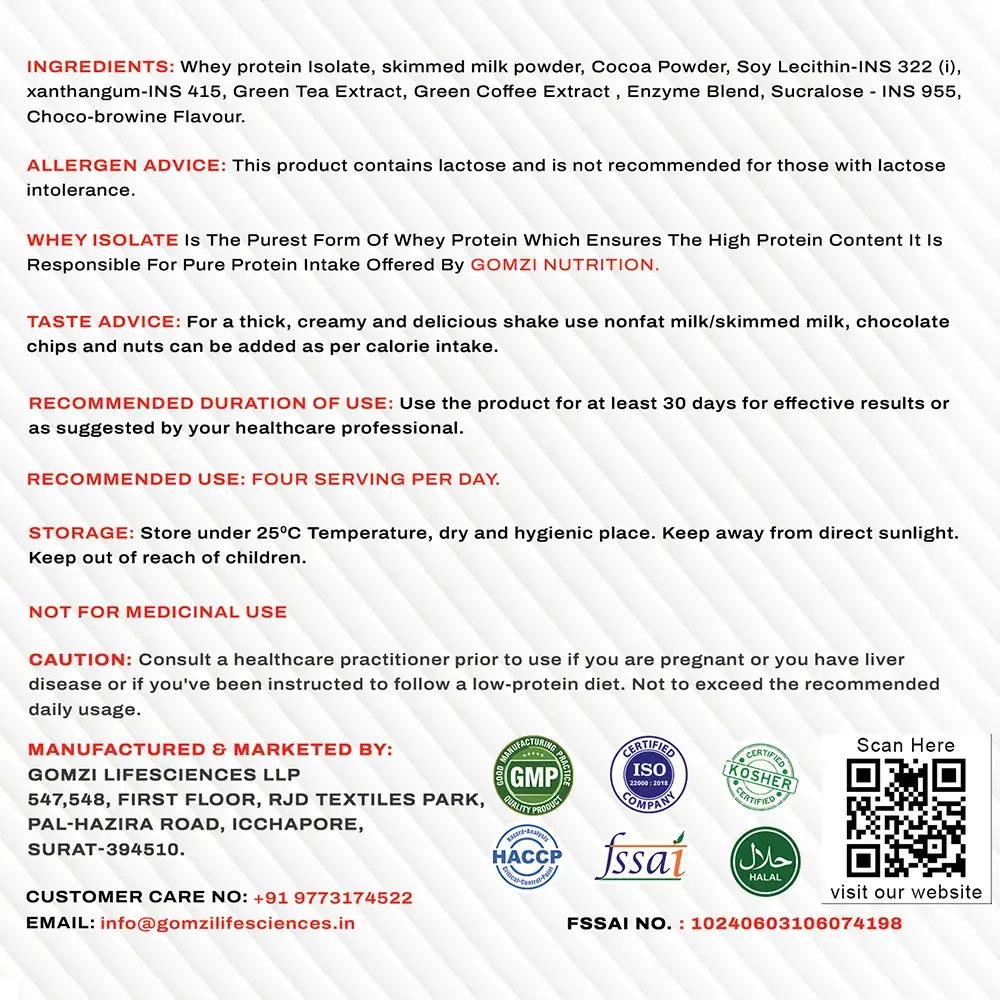 INGREDIENTS: Whey protein Isolate, skimmed milk powder, Cocoa Powder, Soy Lecithin-INS 322 (i),
xanthangum-INS 415, Green Tea Extract, Green Coffee Extract , Enzyme Blend, Sucralose - INS 955,
Choco-browine Flavour.
ALLERGEN ADVICE: This product contains lactose and is not recommended for those with lactose
intolerance.
WHEY ISOLATE Is The Purest Form Of Whey Protein Which Ensures The High Protein Content It Is
Responsible For Pure Protein Intake Offered By GOMZI NUTRITION.
TASTE ADVICE: For a thick, creamy and delicious shake use nonfat milk/skimmed milk, chocolate
chips and nuts can be added as per calorie intake.
RECOMMENDED DURATION OF USE: Use the product for at least 30 days for effective results or
as suggested by your healthcare professional.
RECOMMENDED USE: FOUR SERVING PER DAY.
STORAGE: Store under 25⁰C Temperature, dry and hygienic place. Keep away from direct sunlight.
Keep out of reach of children.
NOT FOR MEDICINAL USE
CAUTION: Consult a healthcare practitioner prior to use if you are pregnant or you have liver
disease or if you've been instructed to follow a low-protein diet. Not to exceed the recommended
daily usage.
MANUFACTURED & MARKETED BY:
GOMZI LIFESCIENCES LLP
547,548, FIRST FLOOR, RJD TEXTILES PARK,
PAL-HAZIRA ROAD, ICCHAPORE,
SURAT-394510.
CUSTOMER CARE NO: +91 9773174522
EMAIL: info@gomzilifesciences.in
GOOD MANUFACTURING PRACTICE
GMP
QUALITY PRODUCT
CERTIFIED
ISO
22000 : 2018
COMPANY
CERTIFIED
KOSHER
CERTIFIED
Hazard-Analysis
HACCP
Critical-Control-Point
fssai
حلال
HALAL
Scan Here
visit our website
FSSAI NO. : 10240603106074198